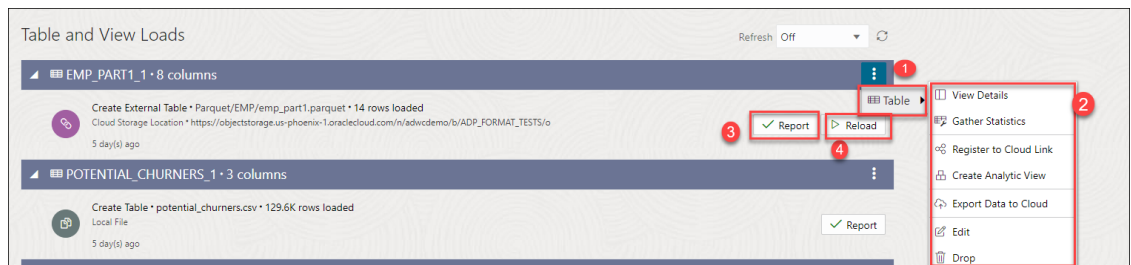 Table and View Loads
Refresh Off
EMP_PART1_1 • 8 columns
1
Create External Table • Parquet/EMP/emp_part1.parquet • 14 rows loaded
Cloud Storage Location • https://objectstorage.us-phoenix-1.oraclecloud.com/n/adwcdemo/b/ADP_FORMAT_TESTS/o
5 day(s) ago
Table
3
Report
Reload
4
2
View Details
Gather Statistics
Register to Cloud Link
Create Analytic View
Export Data to Cloud
Edit
Drop
POTENTIAL_CHURNERS_1 • 3 columns
Create Table • potential_churners.csv • 129.6K rows loaded
Local File
5 day(s) ago
Report